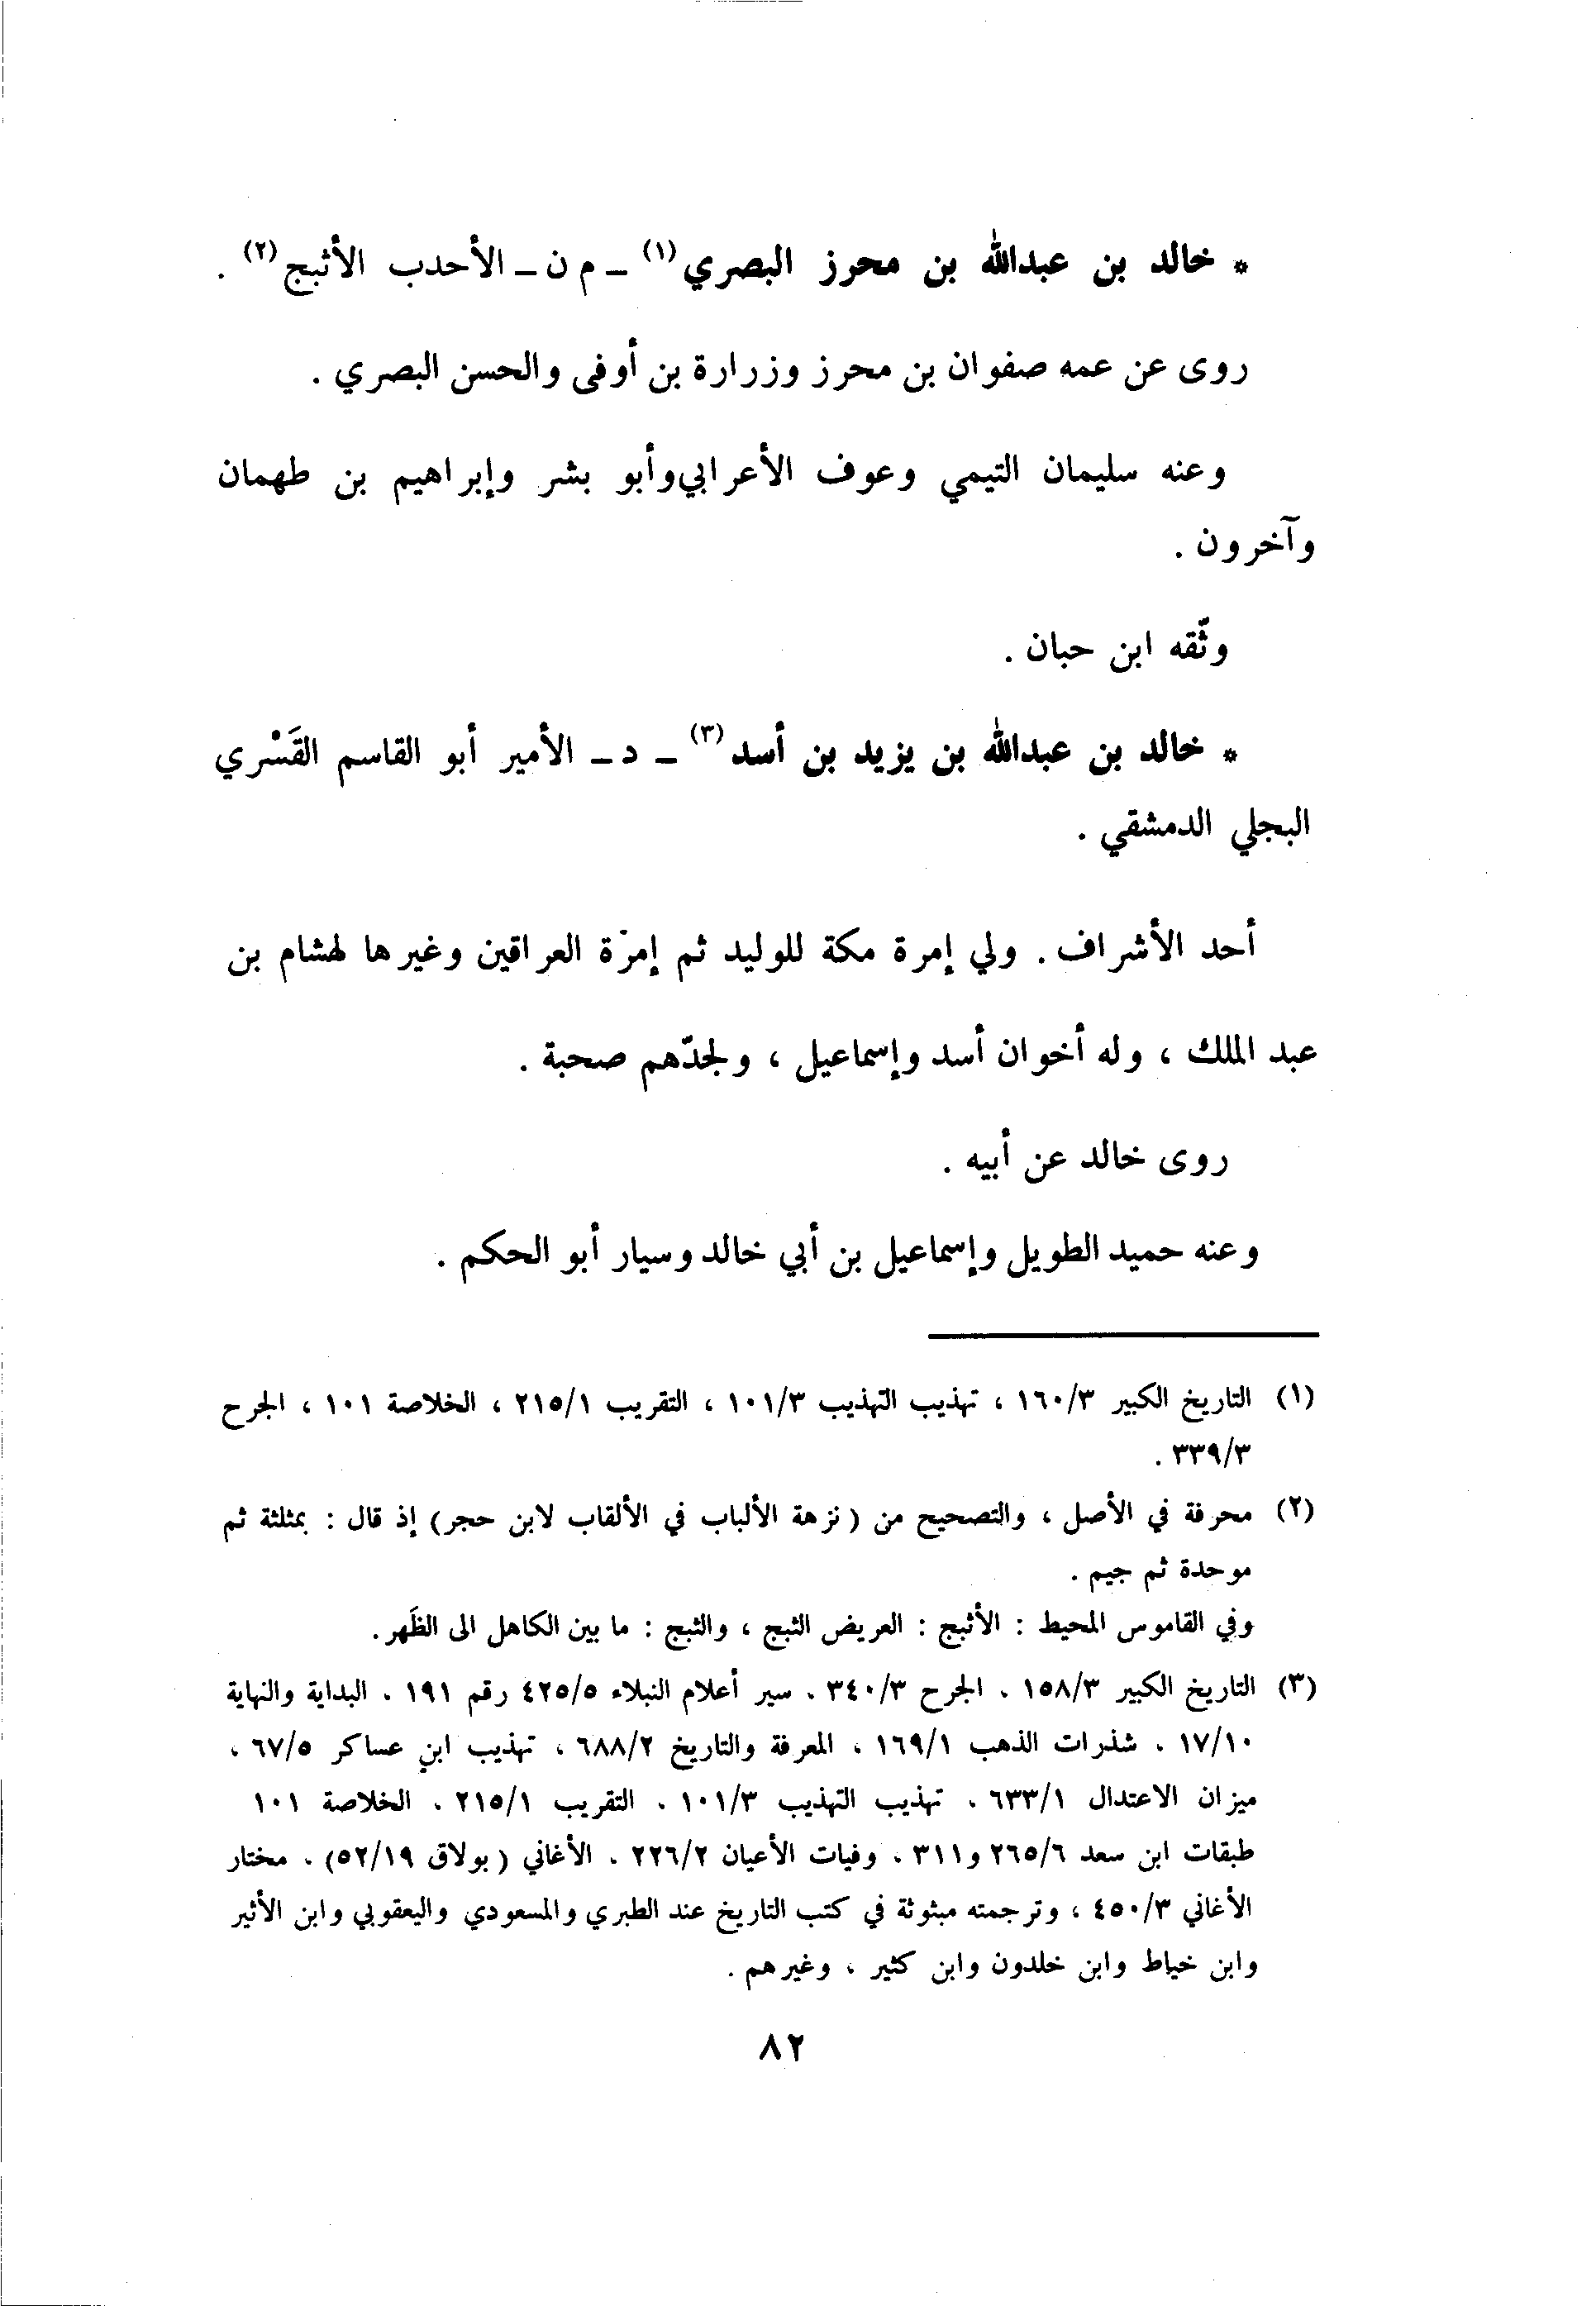 * خالد بن عبدالله بن محرز البصري (١) ـ م ن ـ الأحدب الأثبج (٢) .
روى عن عمه صفوان بن محرز وزرارة بن أوفى والحسن البصري .
وعنه سليمان التيمي وعوف الأعرابي وأبو بشر وإبراهيم بن طهمان
وآخرون .
وثّقه ابن حبان .
* خالد بن عبدالله بن يزيد بن أسد (٣) ـ د ـ الأمير أبو القاسم القَسْري
البجلي الدمشقي .
أحد الأشراف . ولي إمرة مكة للوليد ثم إمرة العراقين وغيرها لهشام بن
عبد الملك ، وله أخوان أسد وإسماعيل ، ولجدّهم صحبة .
روى خالد عن أبيه .
وعنه حميد الطويل وإسماعيل بن أبي خالد وسيار أبو الحكم .
(١) التاريخ الكبير ٣/١٦٠ ، تهذيب التهذيب ٣/١٠١ ، التقريب ١/٢١٥ ، الخلاصة ١٠١ ، الجرح
٣/٣٣٩ .
(٢) محرفة في الأصل ، والتصحيح من (نزهة الألباب في الألقاب لابن حجر) إذ قال : بمثلثة ثم
موحدة ثم جيم .
وفي القاموس المحيط : الأثبج : العريض الثبج ، والثبج : ما بين الكاهل الى الظَهر.
(٣) التاريخ الكبير ٣/١٥٨ . الجرح ٣/٣٤٠ . سير أعلام النبلاء ٥/٤٢٥ رقم ١٩١ . البداية والنهاية
١٠/١٧ . شذرات الذهب ١/١٦٩ ، المعرفة والتاريخ ٢/٦٨٨ ، تهذيب ابن عساكر ٥/٦٧ ،
ميزان الاعتدال ١/٦٣٣ . تهذيب التهذيب ٣/١٠١ . التقريب ١/٢١٥ . الخلاصة ١٠١
طبقات ابن سعد ٦/٢٦٥ و٣١١ . وفيات الأعيان ٢/٢٢٦ . الأغاني (بولاق ١٩/٥٢) . مختار
الأغاني ٣/٤٥٠ ، وترجمته مبثوثة في كتب التاريخ عند الطبري والمسعودي واليعقوبي وابن الأثير
وابن خياط وابن خلدون وابن كثير ، وغيرهم .
٨٢